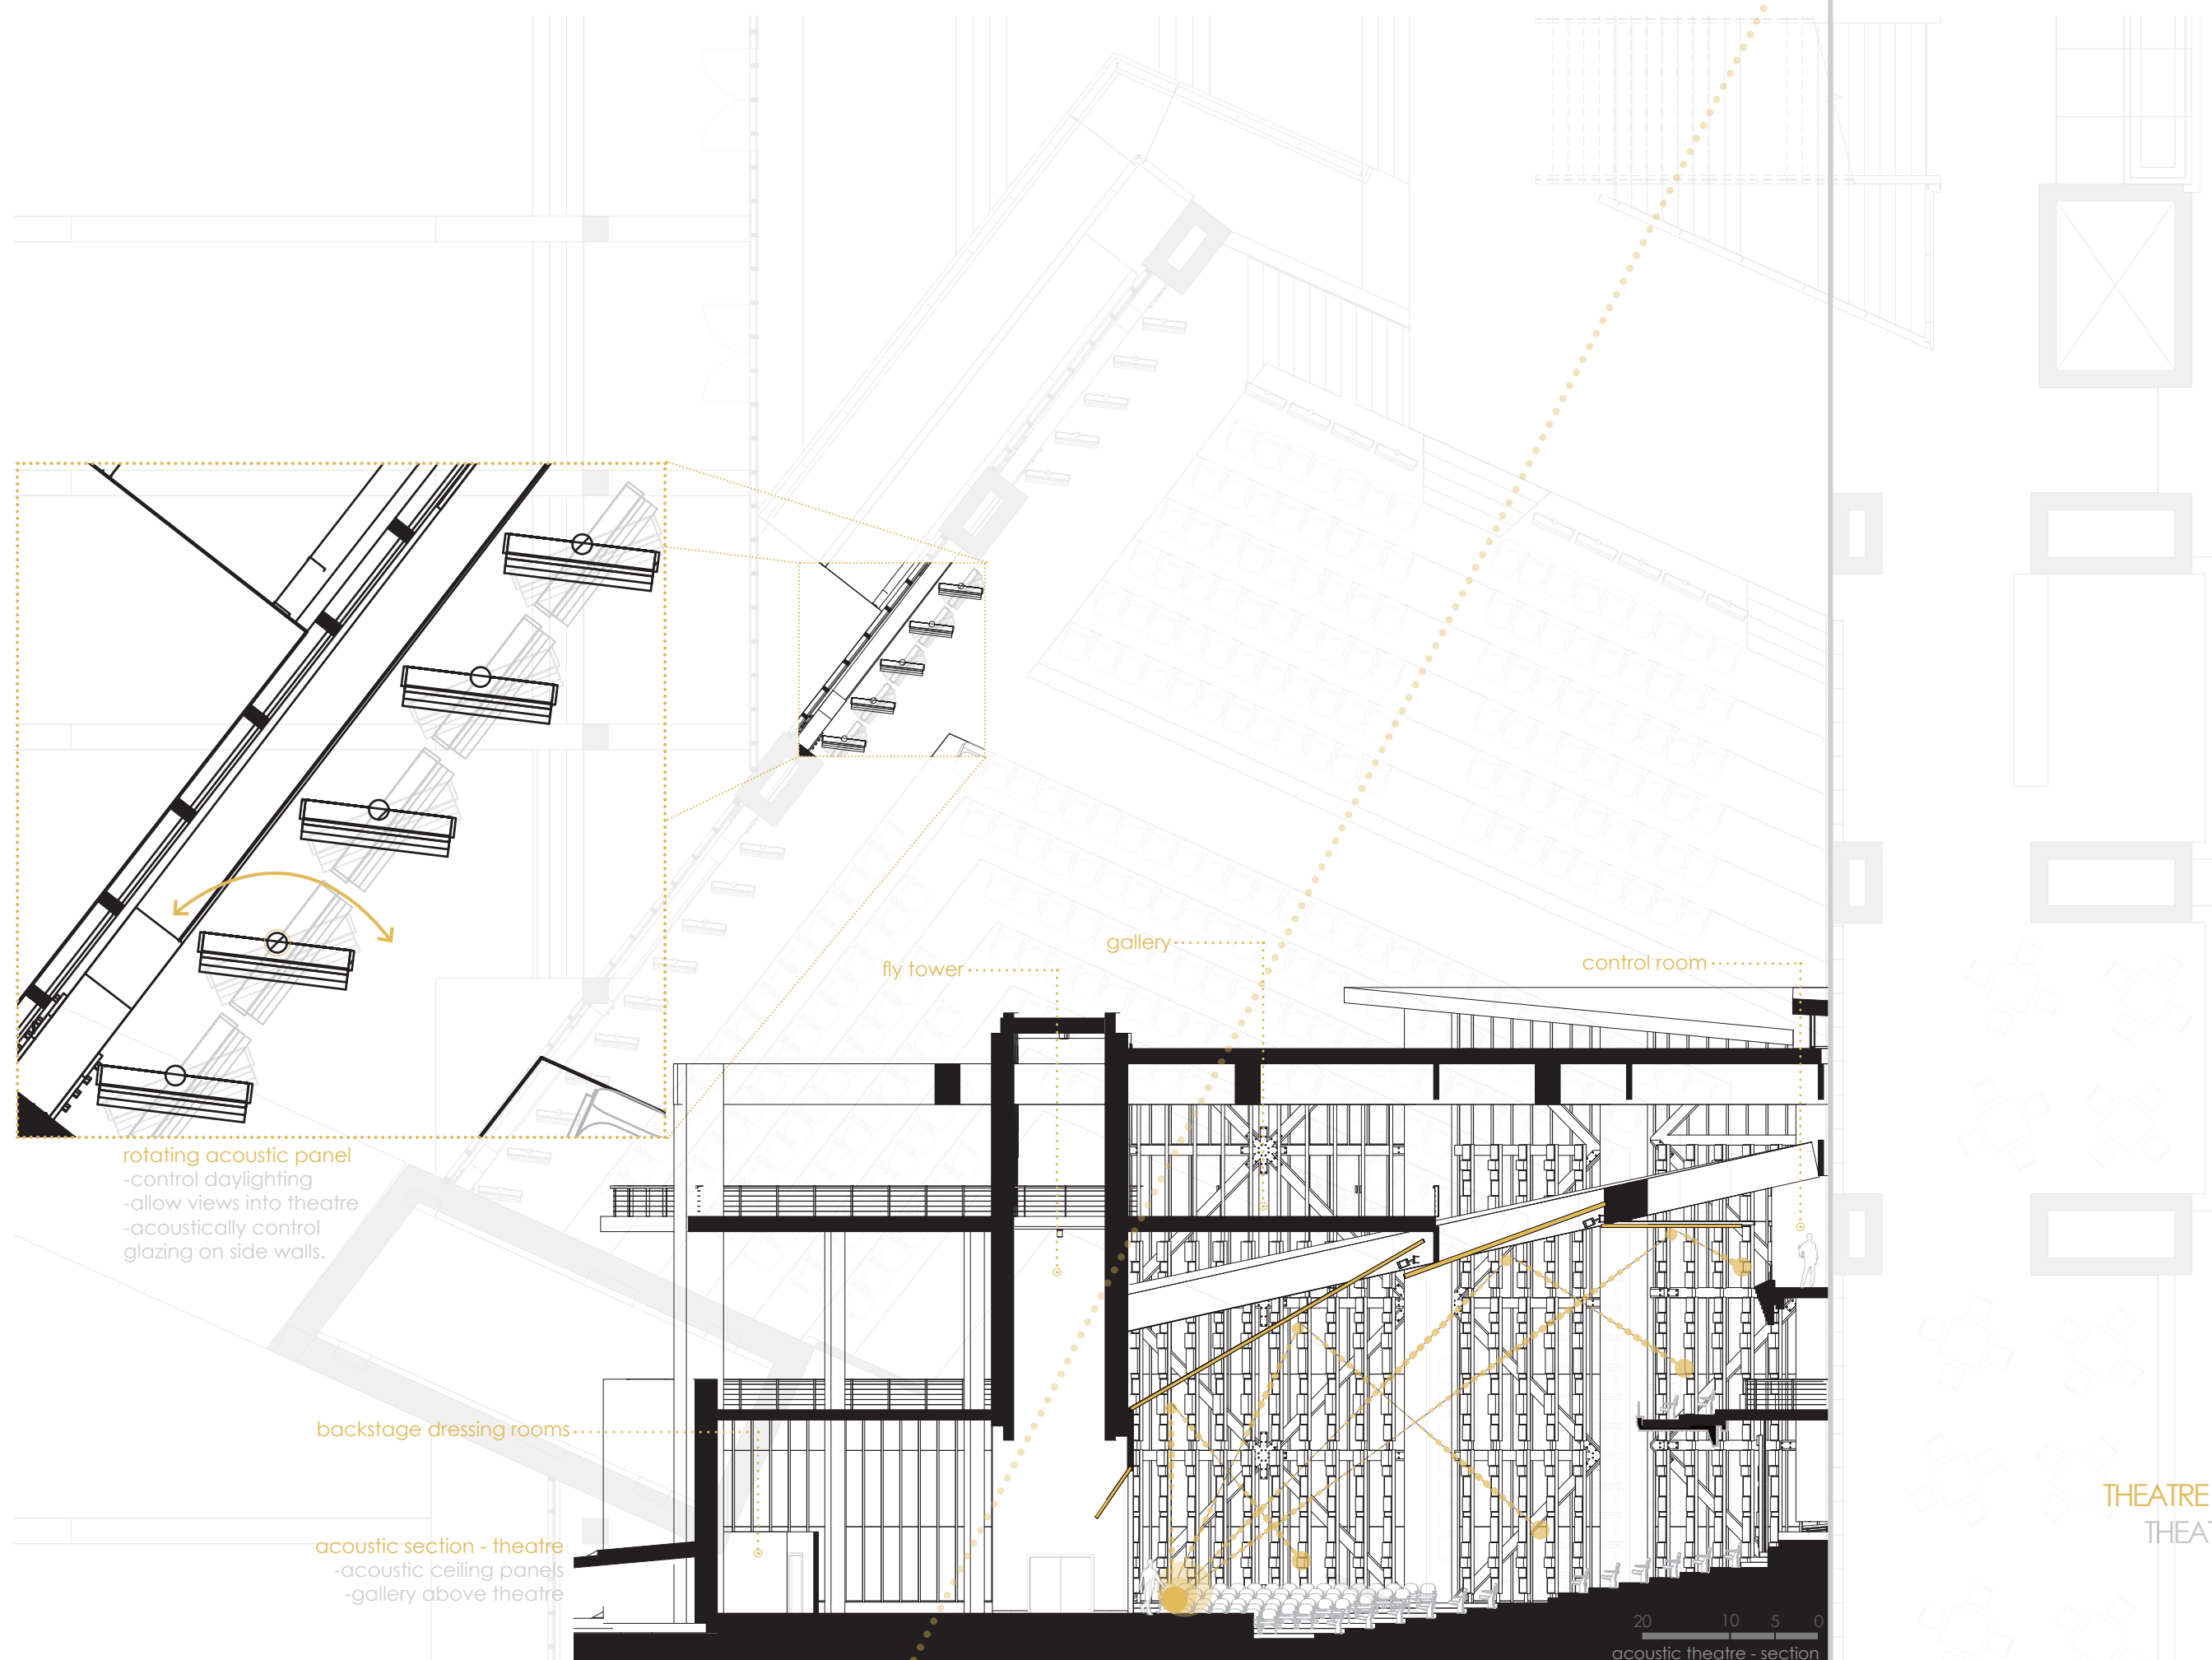 gallery
fly tower
control room
rotating acoustic panel
-control daylighting
-allow views into theatre
-acoustically control
glazing on side walls.
backstage dressing rooms
THEATRE
THEAT
acoustic section - theatre
-acoustic ceiling panels
-gallery above theatre
20 10 5 0
acoustic theatre - section